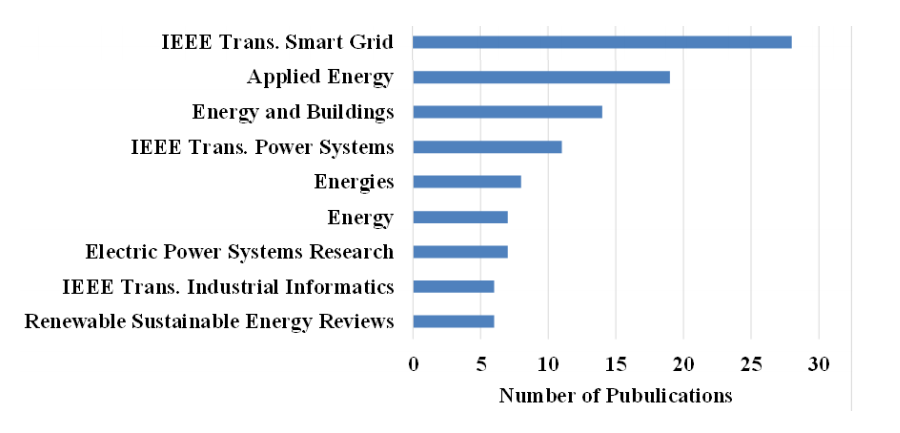 IEEE Trans. Smart Grid
Applied Energy
Energy and Buildings
IEEE Trans. Power Systems
Energies
Energy
Electric Power Systems Research
IEEE Trans. Industrial Informatics
Renewable Sustainable Energy Reviews
0 5 10 15 20 25 30
Nunber of Pubulications